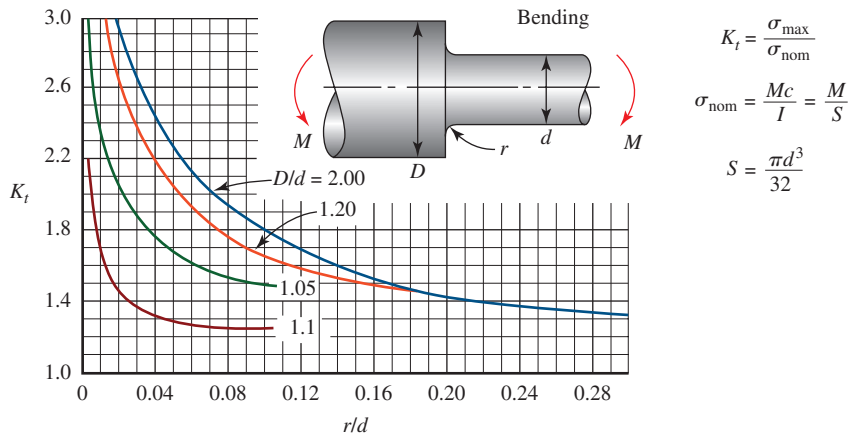 Bending
M
D
r
d
M
K_t = σ_max / σ_nom
σ_nom = Mc / I = M / S
S = πd³ / 32
K_t
3.0
2.6
2.2
1.8
1.4
1.0
D/d = 2.00
1.20
1.05
1.1
0 0.04 0.08 0.12 0.16 0.20 0.24 0.28
r/d